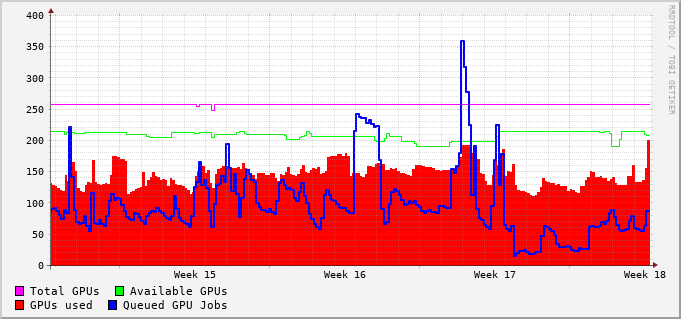 400
350
300
250
200
150
100
50
0
Week 15 Week 16 Week 17 Week 18
Total GPUs Available GPUs
GPUs used Queued GPU Jobs
RRDTOOL / TOBI OETIKER